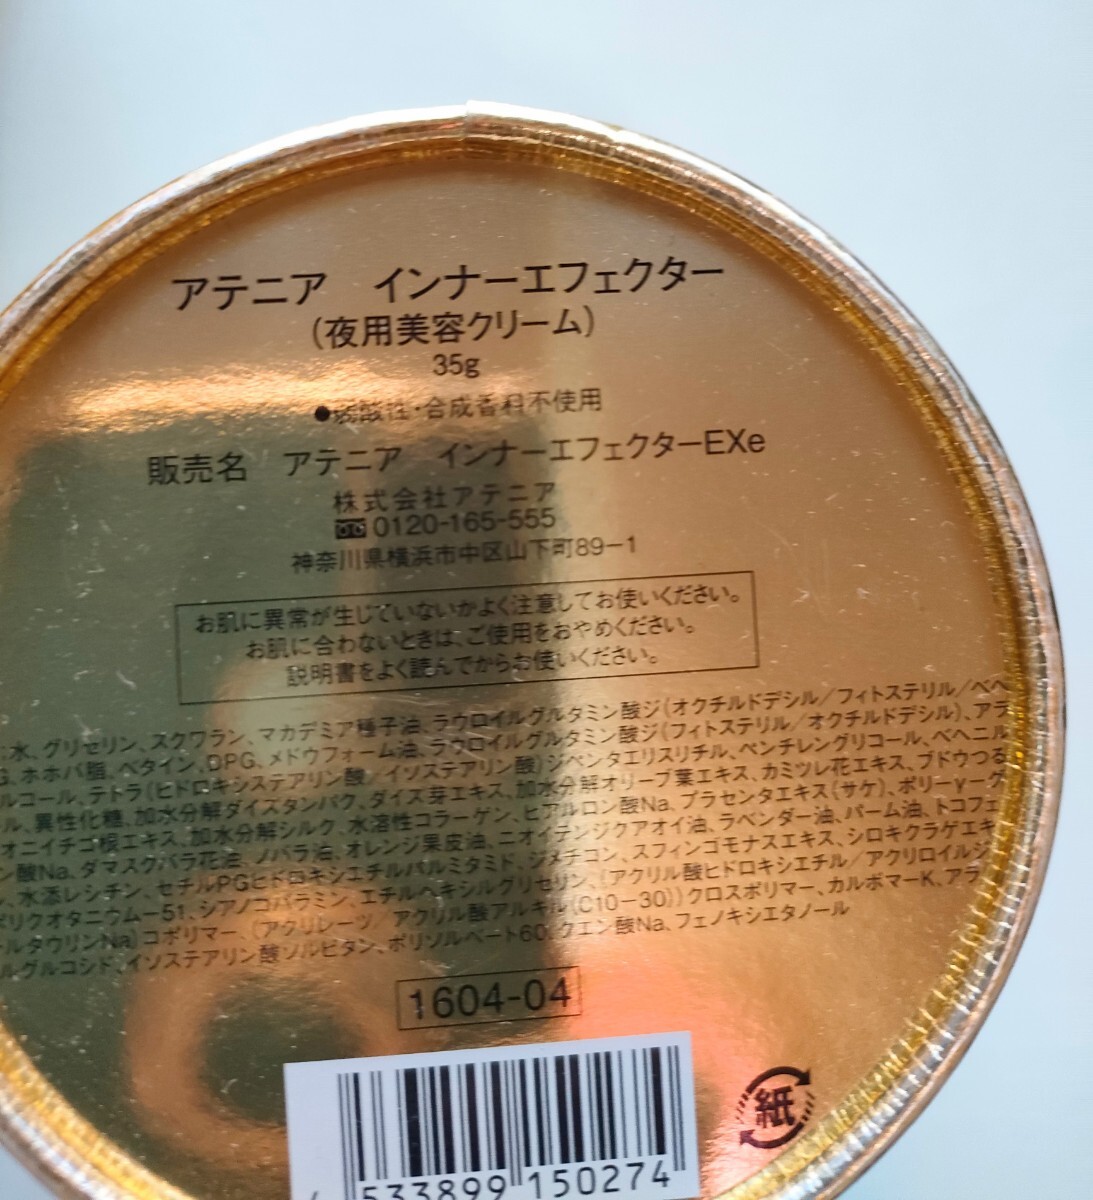 アテニア　インナーエフェクター
(夜用美容クリーム)
35g
●弱酸性・合成香料不使用
販売名　アテニア　インナーエフェクターEXe
株式会社アテニア
0120-165-555
神奈川県横浜市中区山下町89-1
お肌に異常が生じていないかよく注意してお使いください。
お肌に合わないときは、ご使用をおやめください。
説明書をよく読んでからお使いください。
水、グリセリン、スクワラン、マカデミア種子油、ラウロイルグルタミン酸ジ(オクチルドデシル/フィトステリル/ベヘ
G、ホホバ脂、ベタイン、DPG、メドウフォーム油、ラウロイルグルタミン酸ジ(フィトステリル/オクチルドデシル)、アラ
ルコール、テトラ(ヒドロキシステアリン酸/イソステアリン酸)ジペンタエリスリチル、ペンチレングリコール、ベヘニル
ル、異性化糖、加水分解ダイズタンパク、ダイズ芽エキス、加水分解オリーブ葉エキス、カミツレ花エキス、ブドウつる
オニイチゴ根エキス、加水分解シルク、水溶性コラーゲン、ヒアルロン酸Na、プラセンタエキス(サケ)、ポリ-γ-グ
ン酸Na、ダマスクバラ花油、ノバラ油、オレンジ果皮油、ニオイテンジクアオイ油、ラベンダー油、パーム油、トコフェ
、水添レシチン、セチルPGヒドロキシエチルパルミタミド、ジメチコン、スフィンゴモナスエキス、シロキクラゲエキ
ポリクオタニウム-51、シアノコバラミン、エチルヘキシルグリセリン、(アクリル酸ヒドロキシエチル/アクリロイルジ
ルタウリンNa)コポリマー、(アクリレーツ/アクリル酸アルキル(C10-30))クロスポリマー、カルボマーK、アラ
ルグルコシド、イソステアリン酸ソルビタン、ポリソルベート60、クエン酸Na、フェノキシエタノール
1604-04
紙
4 533899 150274